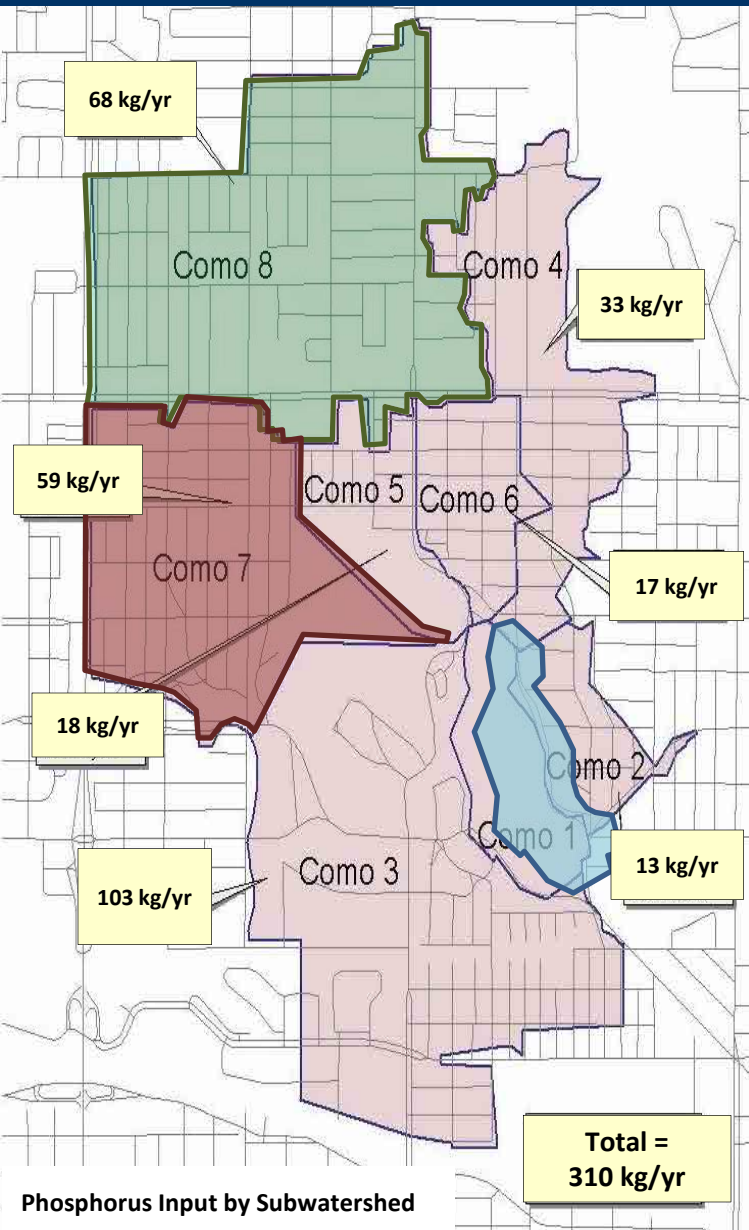 68 kg/yr
Como 8
Como 4
33 kg/yr
59 kg/yr
Como 5
Como 6
Como 7
17 kg/yr
18 kg/yr
Como 2
Como 1
Como 3
13 kg/yr
103 kg/yr
Total =
310 kg/yr
Phosphorus Input by Subwatershed